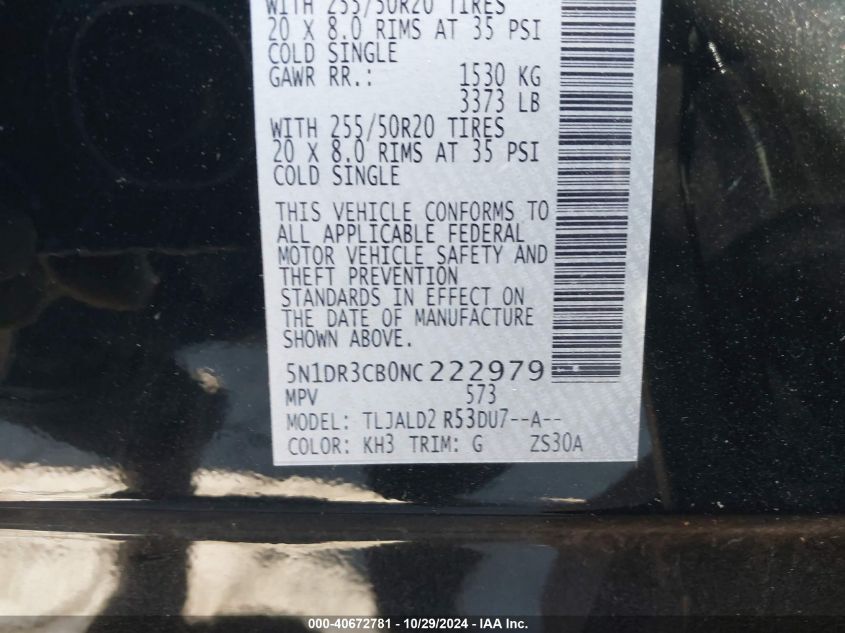 WITH 255/50R20 TIRES
20 X 8.0 RIMS AT 35 PSI
COLD SINGLE
GAWR RR.: 1530 KG
3373 LB
WITH 255/50R20 TIRES
20 X 8.0 RIMS AT 35 PSI
COLD SINGLE
THIS VEHICLE CONFORMS TO
ALL APPLICABLE FEDERAL
MOTOR VEHICLE SAFETY AND
THEFT PREVENTION
STANDARDS IN EFFECT ON
THE DATE OF MANUFACTURE
SHOWN ABOVE.
5N1DR3CB0NC222979
MPV 573
MODEL: TLJALD2 R53DU7--A--
COLOR: KH3 TRIM: G ZS30A
000-40672781 - 10/29/2024 - IAA Inc.